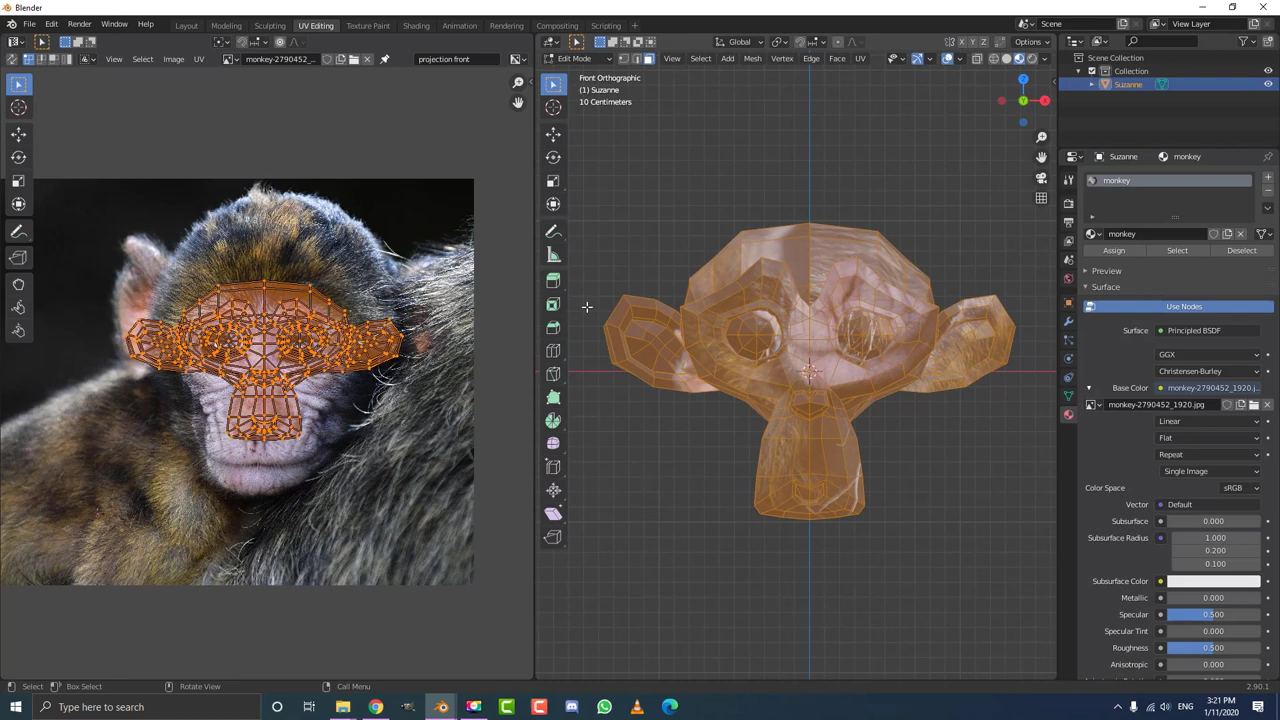 Blender
File Edit Render Window Help
Layout Modeling Sculpting UV Editing Texture Paint Shading Animation Rendering Compositing Scripting +
Scene
View Layer
Global
Options
View Select Image UV
monkey-2790452_...
projection front
Edit Mode
View Select Add Mesh Vertex Edge Face UV
X Y Z
Front Orthographic
(1) Suzanne
10 Centimeters
Z
Y
X
Scene Collection
Collection
Suzanne
Suzanne
monkey
monkey
monkey
Assign
Select
Deselect
Preview
Surface
Use Nodes
Surface
Principled BSDF
GGX
Christensen-Burley
Base Color
monkey-2790452_1920.j...
monkey-2790452_1920.jpg
Linear
Flat
Repeat
Single Image
Color Space
sRGB
Vector
Default
Subsurface
0.000
Subsurface Radius
1.000
0.200
0.100
Subsurface Color
Metallic
0.000
Specular
0.500
Specular Tint
0.000
Roughness
0.500
Anisotropic
0.000
Select
Box Select
Rotate View
Call Menu
2.90.1
Type here to search
ENG
3:21 PM
1/11/2020